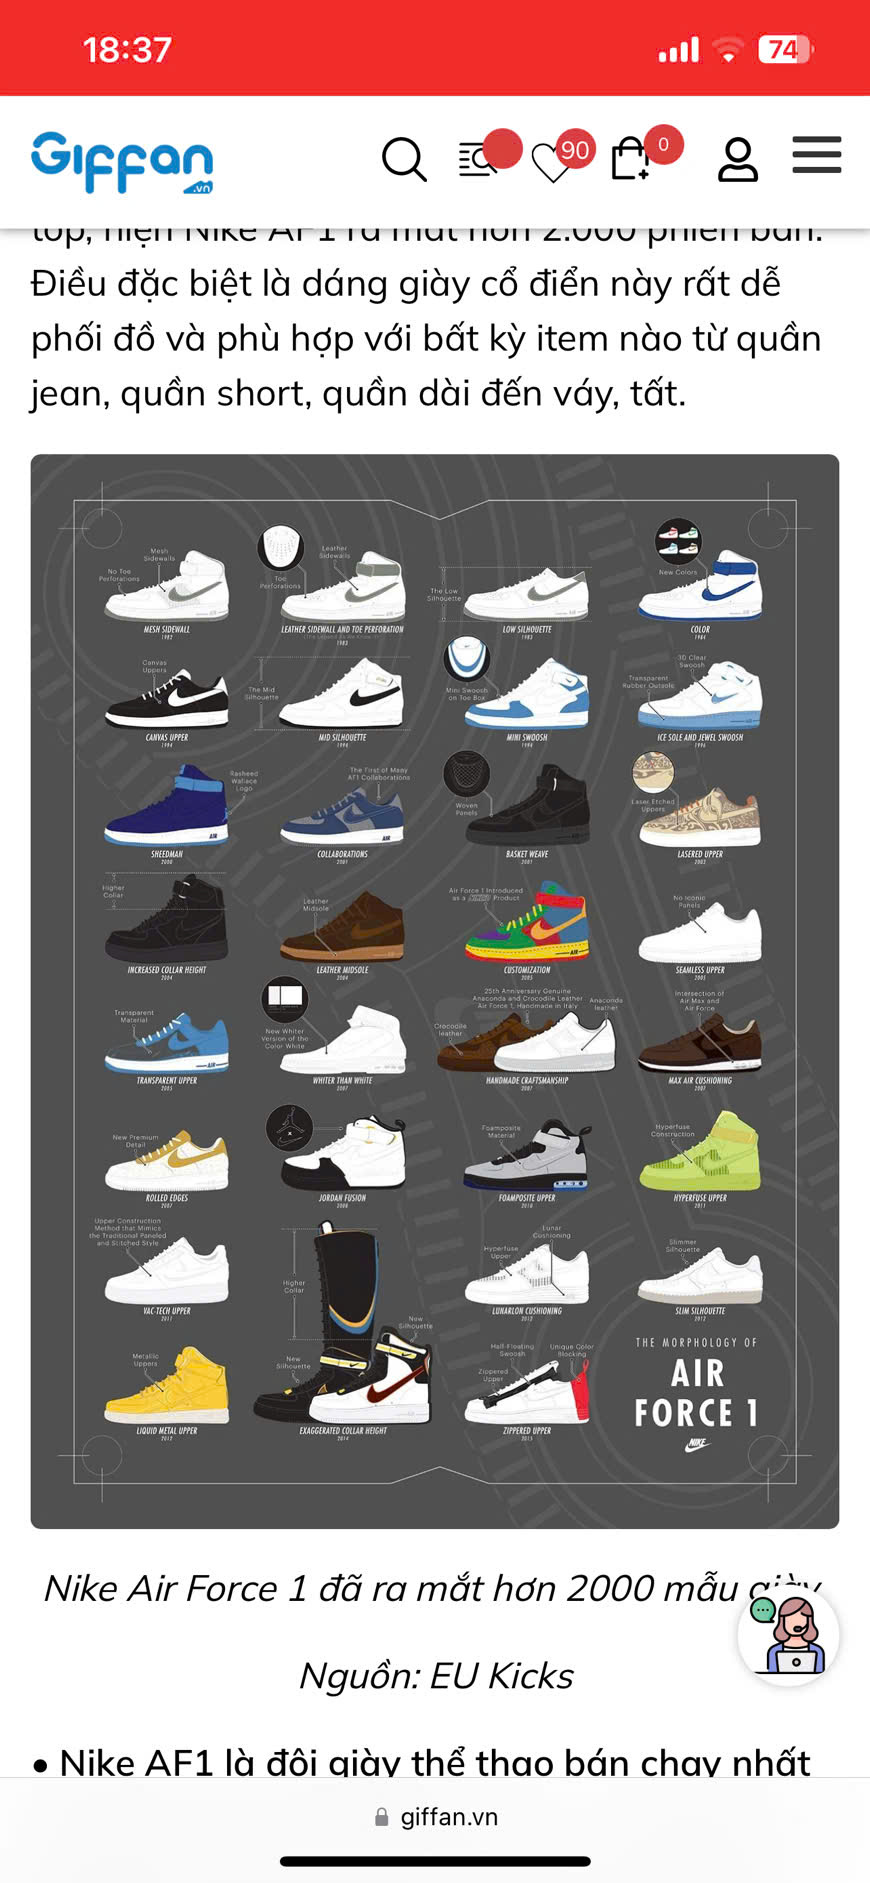 18:37
74
Giffan
.vn
90
0
top, hiện Nike AF1 ra mắt hơn 2.000 phiên bản.
Điều đặc biệt là dáng giày cổ điển này rất dễ
phối đồ và phù hợp với bất kỳ item nào từ quần
jean, quần short, quần dài đến váy, tất.
Mesh
Sidewalls
No Toe
Perforations
MESH SIDEWALL
1982
Leather
Sidewalls
Toe
Perforations
LEATHER SIDEWALL AND TOE PERFORATION
1983
The Low
Silhouette
LOW SILHOUETTE
1983
New Colors
COLOR
1984
Canvas
Uppers
CANVAS UPPER
1994
The Mid
Silhouette
MID SILHOUETTE
1994
Mini Swoosh
on Toe Box
MINI SWOOSH
1994
3D Clear
Swoosh
Transparent
Rubber Outsole
ICE SOLE AND JEWEL SWOOSH
1996
Rasheed
Wallace
Logo
SHEEDMAN
2000
The First of Many
AF1 Collaborations
COLLABORATIONS
2001
Woven
Panels
BASKET WEAVE
2001
Laser Etched
Uppers
LASERED UPPER
2003
Higher
Collar
INCREASED COLLAR HEIGHT
2004
Leather
Midsole
LEATHER MIDSOLE
2004
Air Force 1 Introduced
as a NIKEiD Product
CUSTOMIZATION
2005
No Iconic
Panels
SEAMLESS UPPER
2005
Transparent
Material
TRANSPARENT UPPER
2005
New Whiter
Version of the
Color White
WHITER THAN WHITE
2007
25th Anniversary Genuine
Anaconda and Crocodile Leather
Air Force 1, Handmade in Italy
Anaconda
leather
Crocodile
leather
HANDMADE CRAFTSMANSHIP
2007
Intersection of
Air Max and
Air Force
MAX AIR CUSHIONING
2007
New Premium
Detail
ROLLED EDGES
2007
JORDAN FUSION
2008
Foamposite
Material
FOAMPOSITE UPPER
2010
Hyperfuse
Construction
HYPERFUSE UPPER
2011
Upper Construction
Method that Mimics
the Traditional Paneled
and Stitched Style
VAC TECH UPPER
2011
Higher
Collar
New
Silhouette
New
Silhouette
EXAGGERATED COLLAR HEIGHT
2014
Lunar
Cushioning
Hyperfuse
Upper
LUNARLON CUSHIONING
2012
Slimmer
Silhouette
SLIM SILHOUETTE
2012
Metallic
Uppers
LIQUID METAL UPPER
2012
Half-Floating
Swoosh
Unique Color
Blocking
Zippered
Upper
ZIPPERED UPPER
2015
THE MORPHOLOGY OF
AIR
FORCE 1
NIKE
Nike Air Force 1 đã ra mắt hơn 2000 mẫu giày
Nguồn: EU Kicks
• Nike AF1 là đôi giày thể thao bán chạy nhất
giffan.vn